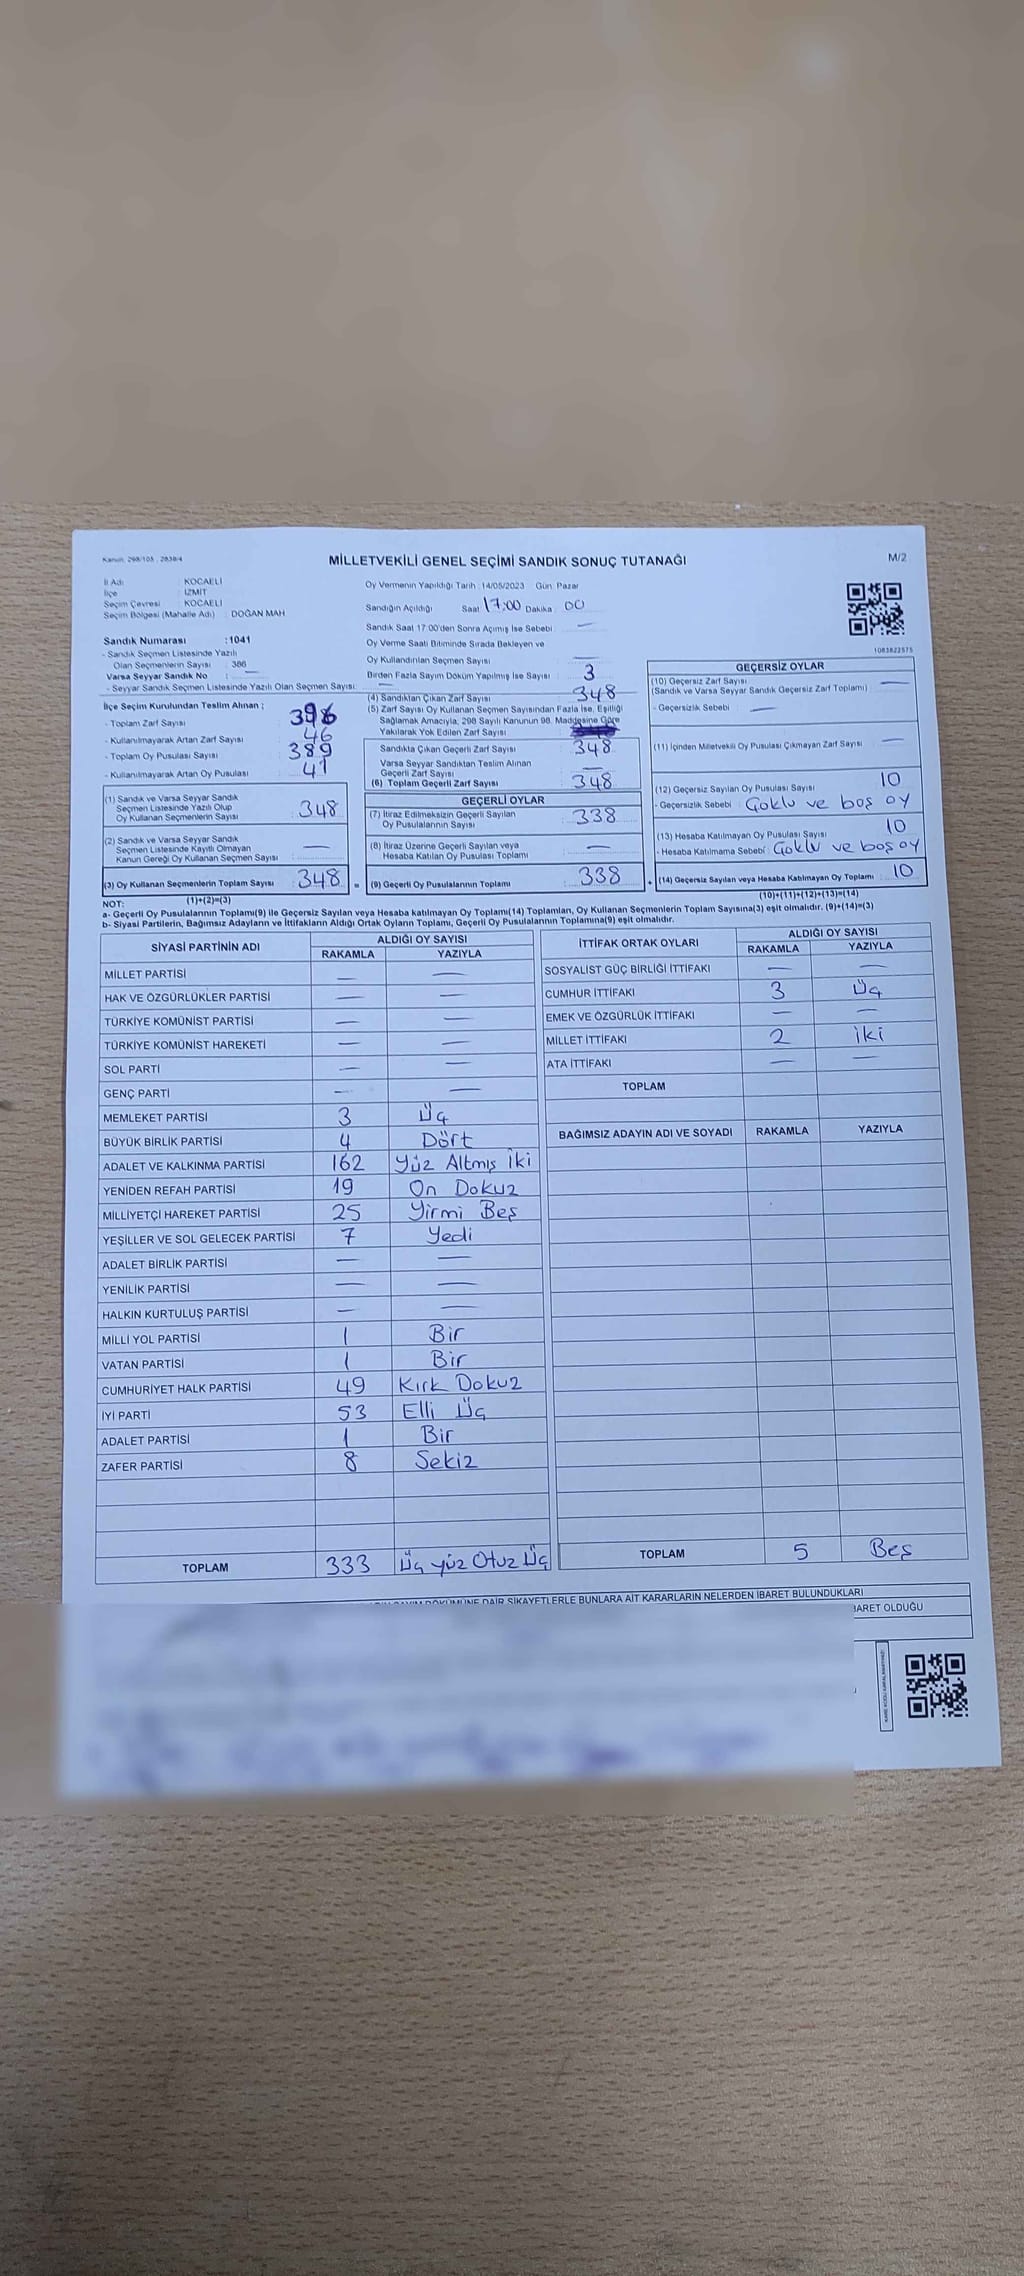 Kanun: 298/105 , 2839/4
MİLLETVEKİLİ GENEL SEÇİMİ SANDIK SONUÇ TUTANAĞI
M/2
İl Adı : KOCAELİ
İlçe : İZMİT
Seçim Çevresi : KOCAELİ
Seçim Bölgesi (Mahalle Adı) : DOĞAN MAH
Oy Vermenin Yapıldığı Tarih :14/05/2023 Gün: Pazar
Sandığın Açıldığı Saat 17:00 Dakika : 00
Sandık Saat 17:00'den Sonra Açılmış İse Sebebi : —
Oy Verme Saati Bitiminde Sırada Bekleyen ve
Oy Kullandırılan Seçmen Sayısı —
Birden Fazla Sayım Döküm Yapılmış İse Sayısı : 3
1083822575
Sandık Numarası :1041
- Sandık Seçmen Listesinde Yazılı
Olan Seçmenlerin Sayısı : 386
Varsa Seyyar Sandık No : —
- Seyyar Sandık Seçmen Listesinde Yazılı Olan Seçmen Sayısı: —
İlçe Seçim Kurulundan Teslim Alınan ;
- Toplam Zarf Sayısı : 396
- Kullanılmayarak Artan Zarf Sayısı : 46
- Toplam Oy Pusulası Sayısı : 389
- Kullanılmayarak Artan Oy Pusulası : 41
(1) Sandık ve Varsa Seyyar Sandık
Seçmen Listesinde Yazılı Olup
Oy Kullanan Seçmenlerin Sayısı : 348
(2) Sandık ve Varsa Seyyar Sandık
Seçmen Listesinde Kayıtlı Olmayan
Kanun Gereği Oy Kullanan Seçmen Sayısı —
(3) Oy Kullanan Seçmenlerin Toplam Sayısı 348
(4) Sandıktan Çıkan Zarf Sayısı : 348
(5) Zarf Sayısı Oy Kullanan Seçmen Sayısından Fazla İse, Eşitliği
Sağlamak Amacıyla, 298 Sayılı Kanunun 98. Maddesine Göre
Yakılarak Yok Edilen Zarf Sayısı
Sandıkta Çıkan Geçerli Zarf Sayısı : 348
Varsa Seyyar Sandıktan Teslim Alınan
Geçerli Zarf Sayısı —
(6) Toplam Geçerli Zarf Sayısı : 348
GEÇERLİ OYLAR
(7) İtiraz Edilmeksizin Geçerli Sayılan
Oy Pusulalarının Sayısı : 338
(8) İtiraz Üzerine Geçerli Sayılan veya
Hesaba Katılan Oy Pusulası Toplamı : —
= (9) Geçerli Oy Pusulalarının Toplamı : 338
GEÇERSİZ OYLAR
(10) Geçersiz Zarf Sayısı
(Sandık ve Varsa Seyyar Sandık Geçersiz Zarf Toplamı) : —
- Geçersizlik Sebebi : —
(11) İçinden Milletvekili Oy Pusulası Çıkmayan Zarf Sayısı : —
(12) Geçersiz Sayılan Oy Pusulası Sayısı : 10
- Geçersizlik Sebebi : Çoklu ve boş oy
(13) Hesaba Katılmayan Oy Pusulası Sayısı : 10
- Hesaba Katılmama Sebebi : Çoklu ve boş oy
+ (14) Geçersiz Sayılan veya Hesaba Katılmayan Oy Toplamı : 10
NOT: (1)+(2)=(3)
(10)+(11)+(12)+(13)=(14)
a- Geçerli Oy Pusulalarının Toplamı(9) ile Geçersiz Sayılan veya Hesaba katılmayan Oy Toplamı(14) Toplamları, Oy Kullanan Seçmenlerin Toplam Sayısına(3) eşit olmalıdır. (9)+(14)=(3)
b- Siyasi Partilerin, Bağımsız Adayların ve İttifakların Aldığı Ortak Oyların Toplamı, Geçerli Oy Pusulalarının Toplamına(9) eşit olmalıdır.
SİYASİ PARTİNİN ADI
ALDIĞI OY SAYISI
RAKAMLA YAZIYLA
MİLLET PARTİSİ — —
HAK VE ÖZGÜRLÜKLER PARTİSİ — —
TÜRKİYE KOMÜNİST PARTİSİ — —
TÜRKİYE KOMÜNİST HAREKETİ — —
SOL PARTİ — —
GENÇ PARTİ — —
MEMLEKET PARTİSİ 3 Üç
BÜYÜK BİRLİK PARTİSİ 4 Dört
ADALET VE KALKINMA PARTİSİ 162 Yüz Altmış İki
YENİDEN REFAH PARTİSİ 19 On Dokuz
MİLLİYETÇİ HAREKET PARTİSİ 25 Yirmi Beş
YEŞİLLER VE SOL GELECEK PARTİSİ 7 Yedi
ADALET BİRLİK PARTİSİ — —
YENİLİK PARTİSİ — —
HALKIN KURTULUŞ PARTİSİ — —
MİLLİ YOL PARTİSİ 1 Bir
VATAN PARTİSİ 1 Bir
CUMHURİYET HALK PARTİSİ 49 Kırk Dokuz
İYİ PARTİ 53 Elli Üç
ADALET PARTİSİ 1 Bir
ZAFER PARTİSİ 8 Sekiz
TOPLAM 333 Üç yüz Otuz Üç
İTTİFAK ORTAK OYLARI
ALDIĞI OY SAYISI
RAKAMLA YAZIYLA
SOSYALİST GÜÇ BİRLİĞİ İTTİFAKI — —
CUMHUR İTTİFAKI 3 Üç
EMEK VE ÖZGÜRLÜK İTTİFAKI — —
MİLLET İTTİFAKI 2 İki
ATA İTTİFAKI — —
TOPLAM
BAĞIMSIZ ADAYIN ADI VE SOYADI RAKAMLA YAZIYLA
TOPLAM 5 Beş
DÖKÜMÜNE DAİR ŞİKAYETLERLE BUNLARA AİT KARARLARIN NELERDEN İBARET BULUNDUKLARI
İBARET OLDUĞU